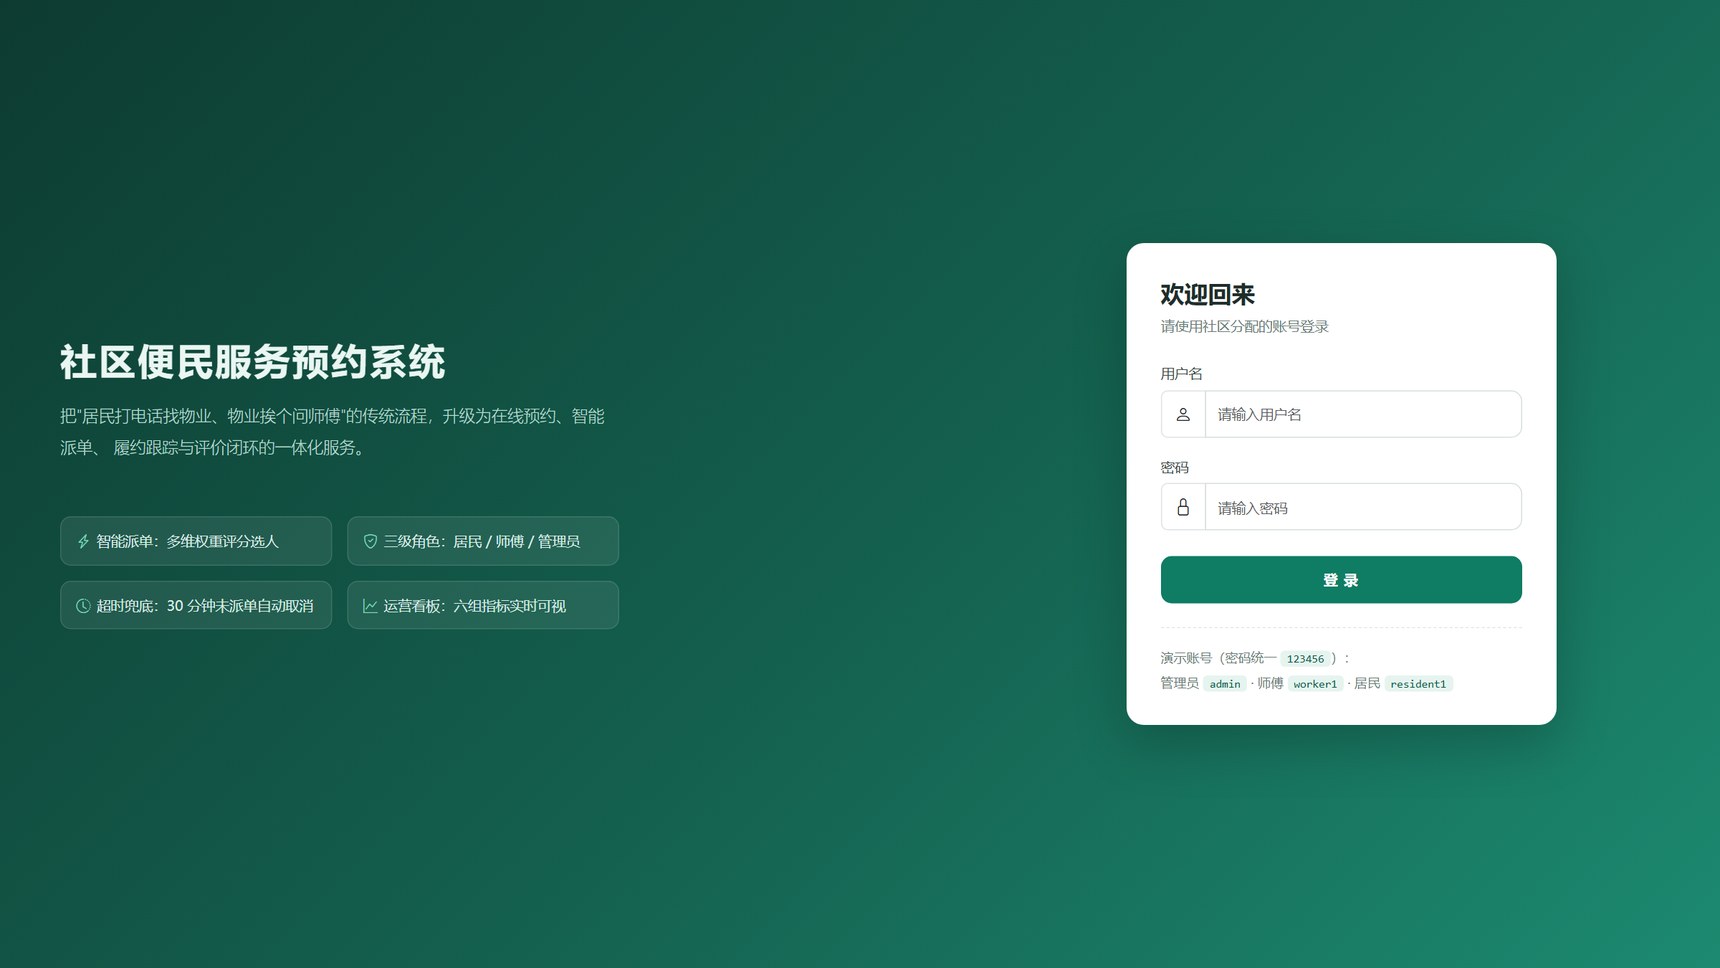 社区便民服务预约系统
把"居民打电话找物业、物业挨个问师傅"的传统流程，升级为在线预约、智能
派单、 履约跟踪与评价闭环的一体化服务。
智能派单：多维权重评分选人
三级角色：居民 / 师傅 / 管理员
超时兜底：30 分钟未派单自动取消
运营看板：六组指标实时可视
欢迎回来
请使用社区分配的账号登录
用户名
请输入用户名
密码
请输入密码
登 录
演示账号（密码统一 123456 ）：
管理员 admin · 师傅 worker1 · 居民 resident1